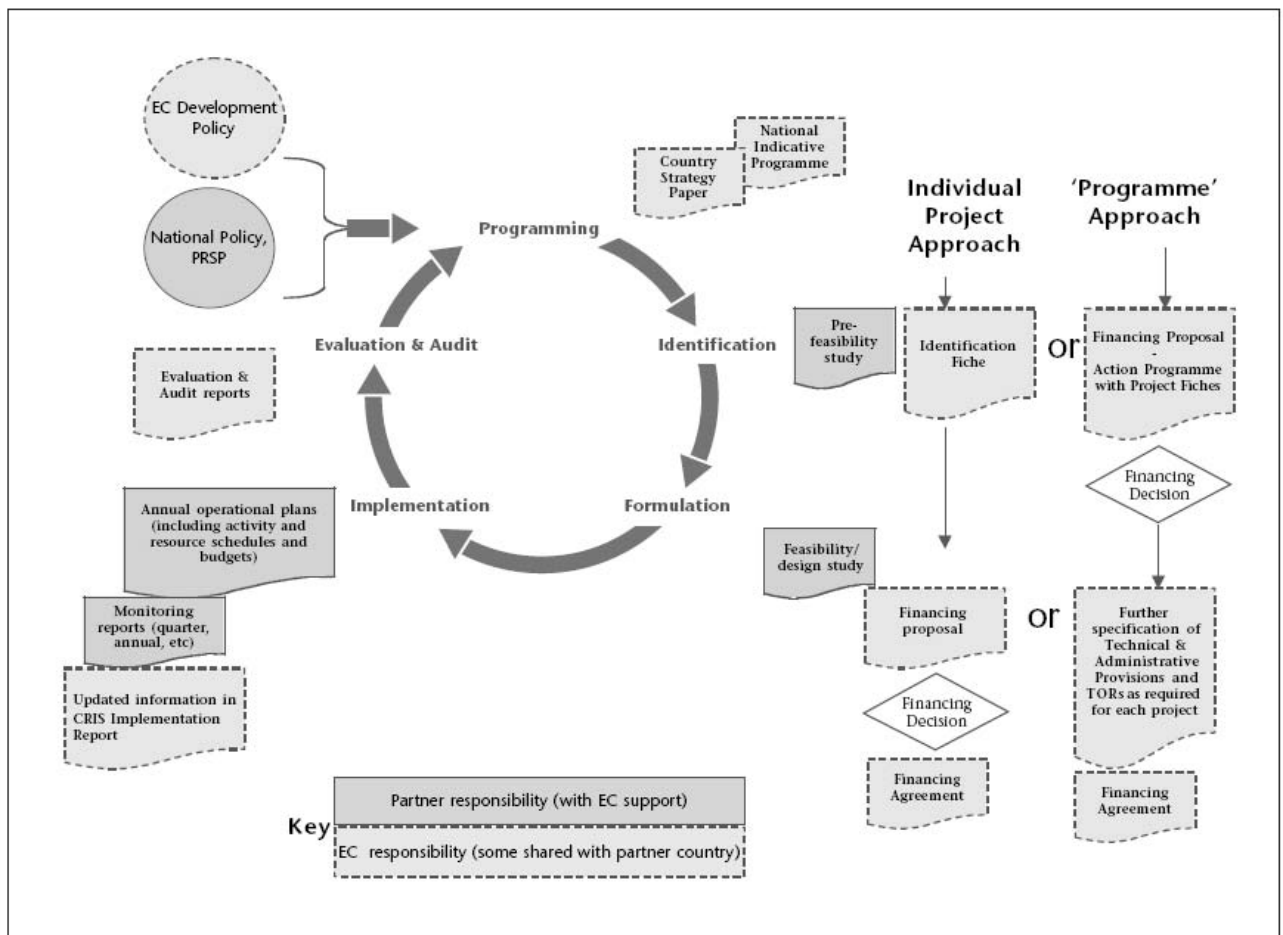 EC Development
Policy
National Policy,
PRSP
Programming
Country
Strategy
Paper
National
Indicative
Programme
Individual
Project
Approach
'Programme'
Approach
Evaluation & Audit
Identification
Pre-
feasibility
study
Identification
Fiche
or
Financing Proposal
-
Action Programme
with Project Fiches
Evaluation &
Audit reports
Financing
Decision
Implementation
Formulation
Annual operational plans
(including activity and
resource schedules and
budgets)
Feasibility/
design study
Monitoring
reports (quarter,
annual, etc)
Financing
proposal
or
Further
specification of
Technical &
Administrative
Provisions and
TORs as required
for each project
Updated information in
CRIS Implementation
Report
Financing
Decision
Financing
Agreement
Financing
Agreement
Key
Partner responsibility (with EC support)
EC responsibility (some shared with partner country)